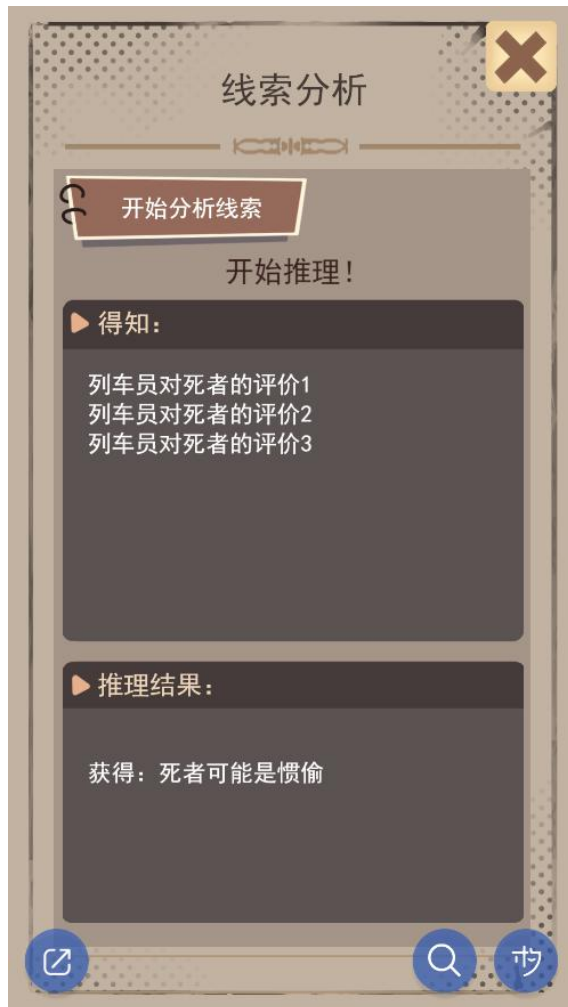 线索分析
开始分析线索
开始推理！
得知：
列车员对死者的评价1
列车员对死者的评价2
列车员对死者的评价3
推理结果：
获得：死者可能是惯偷